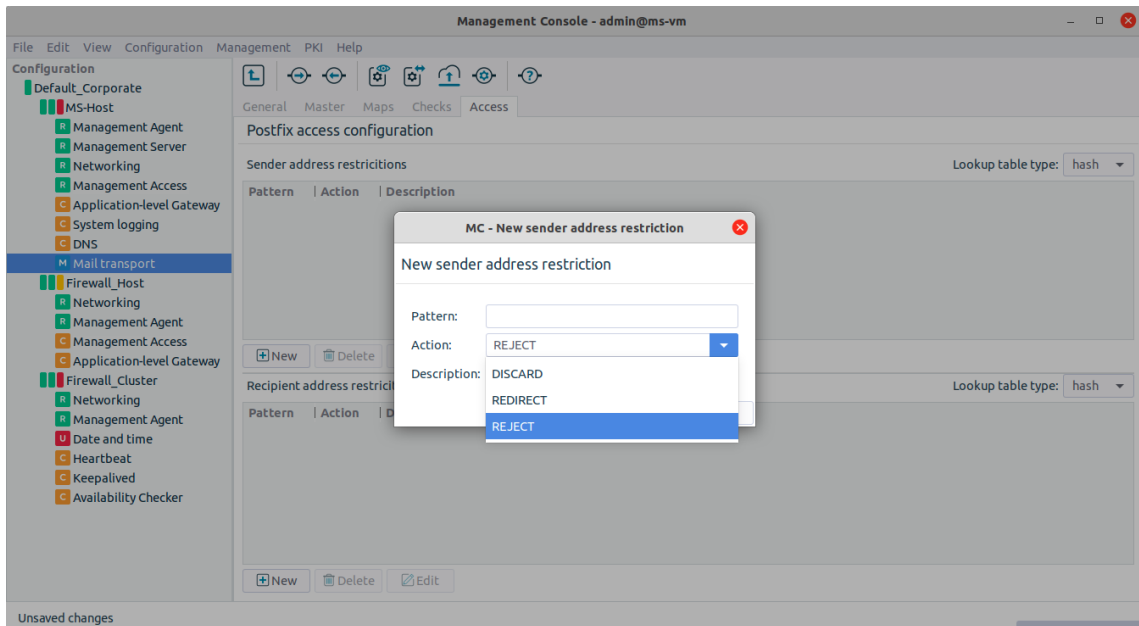 Management Console - admin@ms-vm
File Edit View Configuration Management PKI Help
Configuration
Default_Corporate
MS-Host
R Management Agent
R Management Server
R Networking
R Management Access
C Application-level Gateway
C System logging
C DNS
M Mail transport
Firewall_Host
R Networking
R Management Agent
C Management Access
C Application-level Gateway
Firewall_Cluster
R Networking
R Management Agent
U Date and time
C Heartbeat
C Keepalived
C Availability Checker
General Master Maps Checks Access
Postfix access configuration
Sender address restricitions
Lookup table type: hash
Pattern Action Description
New Delete
Recipient address restricit
Lookup table type: hash
Pattern Action D
New Delete Edit
MC - New sender address restriction
New sender address restriction
Pattern:
Action: REJECT
Description:
DISCARD
REDIRECT
REJECT
Unsaved changes